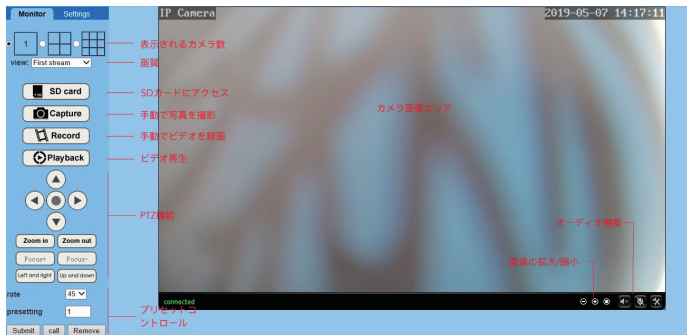 Monitor Settings
IP Camera 2019-05-07 14:17:11
1
表示されるカメラ数
view: First stream
画質
SD card
SDカードにアクセス
Capture
手動で写真を撮影
カメラ画像エリア
Record
手動でビデオを録画
Playback
ビデオ再生
PTZ機能
Zoom in Zoom out
オーディオ機能
Focus+ Focus-
画像の拡大/縮小
Left and right Up and down
rate 45
connected
presetting 1
プリセットコ
ントロール
Submit call Remove